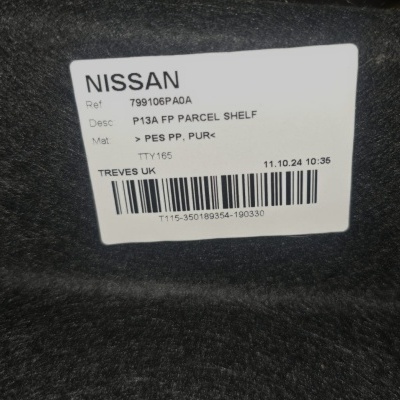 NISSAN
Ref 799106PA0A
Desc P13A FP PARCEL SHELF
Mat: > PES PP, PUR<
TTY165
TREVES UK 11.10.24 10:35
T115-350189354-190330